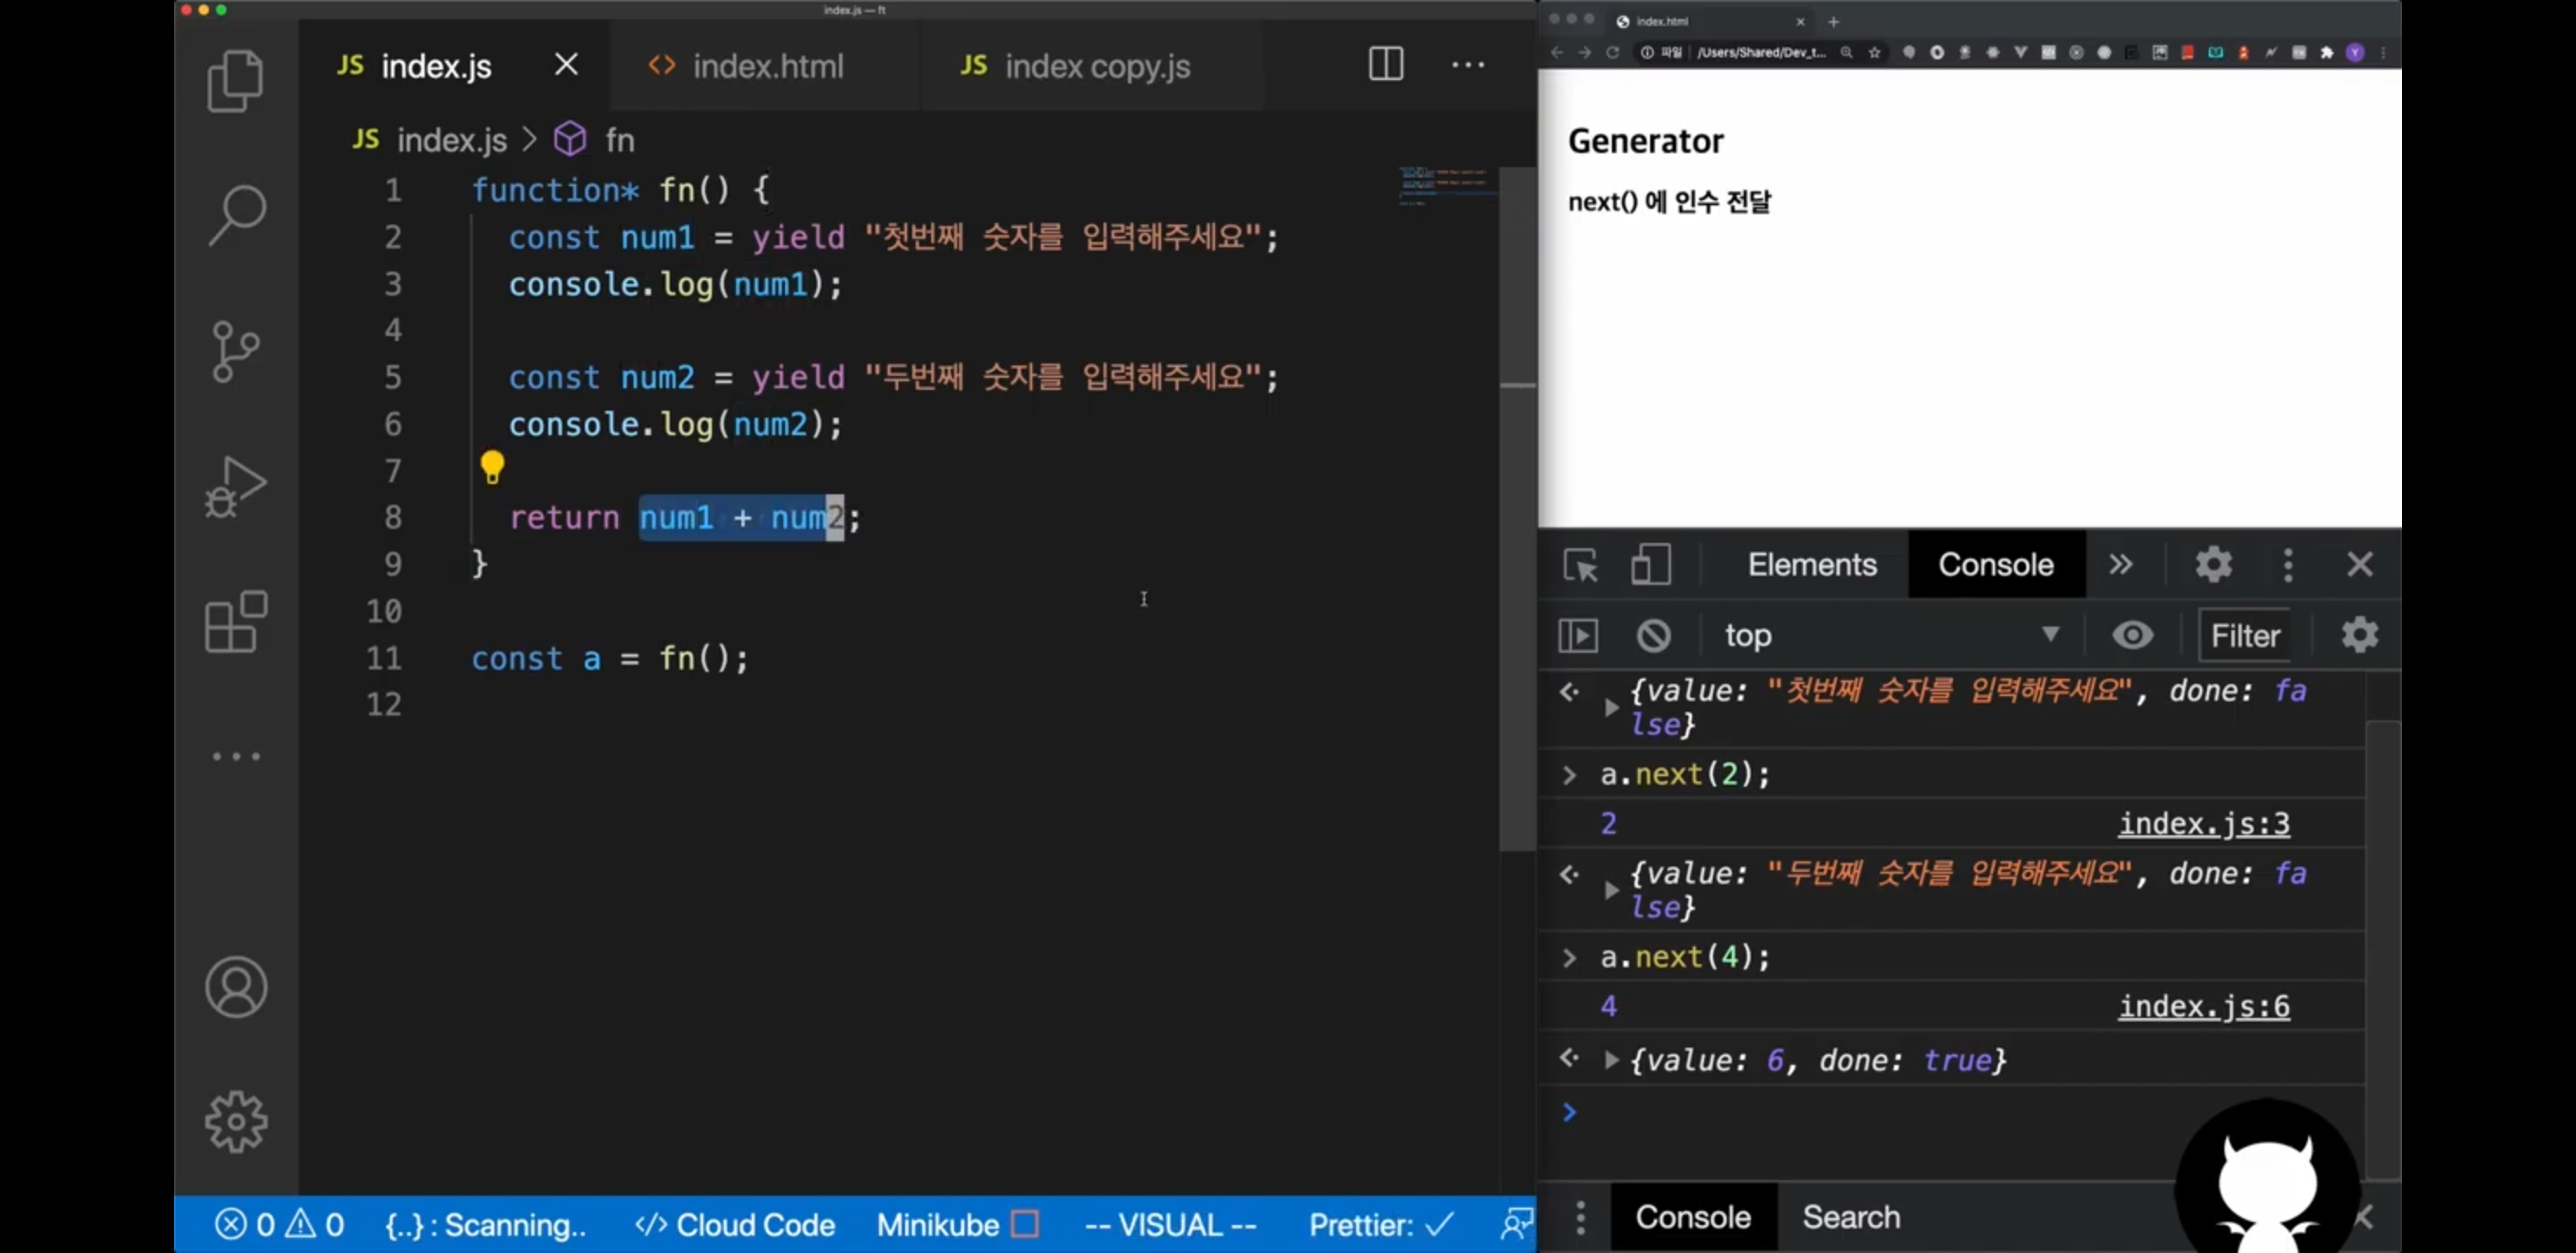 index.js — ft
JS index.js
<> index.html
JS index copy.js
JS index.js > fn
1 function* fn() {
2 const num1 = yield "첫번째 숫자를 입력해주세요";
3 console.log(num1);
4
5 const num2 = yield "두번째 숫자를 입력해주세요";
6 console.log(num2);
7
8 return num1 + num2;
9 }
10
11 const a = fn();
12
0 0 {..} : Scanning.. </> Cloud Code Minikube -- VISUAL -- Prettier: ✓
index.html
파일 | /Users/Shared/Dev_t...
Generator
next() 에 인수 전달
Elements Console »
top Filter
{value: "첫번째 숫자를 입력해주세요", done: fa
lse}
> a.next(2);
2 index.js:3
{value: "두번째 숫자를 입력해주세요", done: fa
lse}
> a.next(4);
4 index.js:6
{value: 6, done: true}
>
Console Search